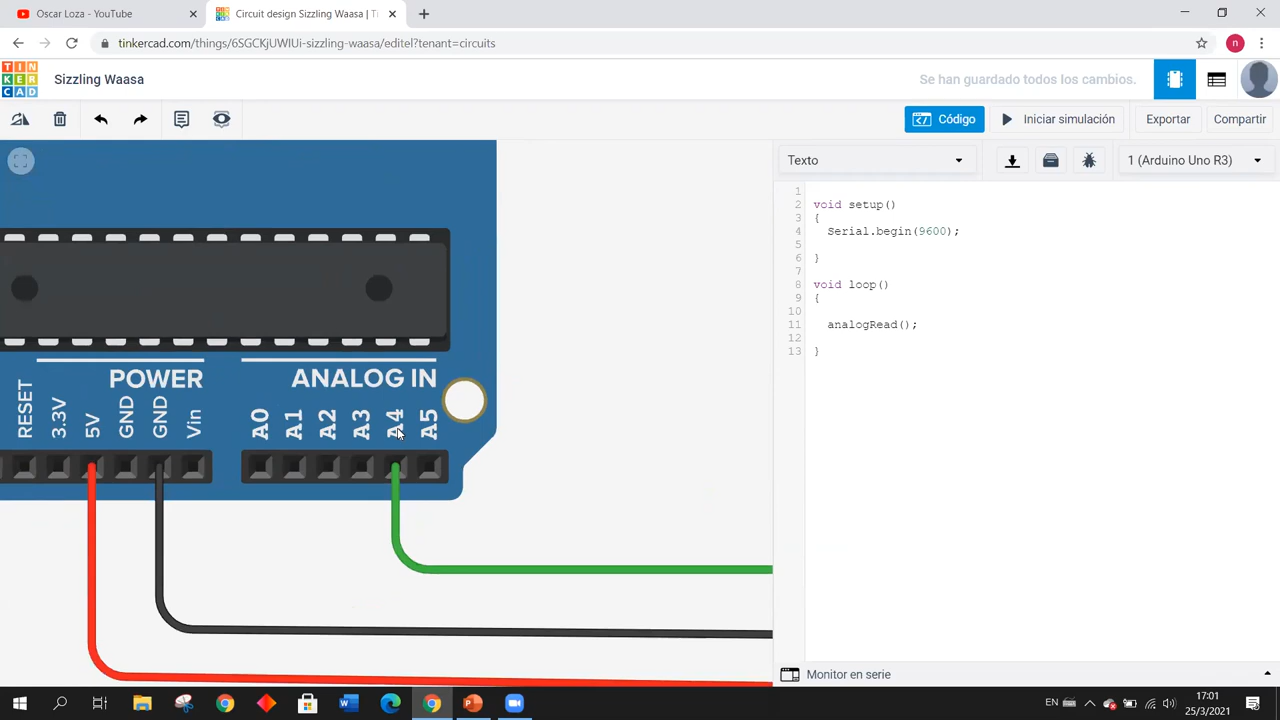 Oscar Loza - YouTube
Circuit design Sizzling Waasa | Ti
tinkercad.com/things/6SGCKjUWIUi-sizzling-waasa/editel?tenant=circuits
n
TIN
KER
CAD
Sizzling Waasa
Se han guardado todos los cambios.
Código
Iniciar simulación
Exportar
Compartir
Texto
1 (Arduino Uno R3)
1
2 void setup()
3 {
4 Serial.begin(9600);
5
6 }
7
8 void loop()
9 {
10
11 analogRead();
12
13 }
POWER
ANALOG IN
RESET
3.3V
5V
GND
GND
Vin
A0
A1
A2
A3
A4
A5
Monitor en serie
EN
17:01
25/3/2021